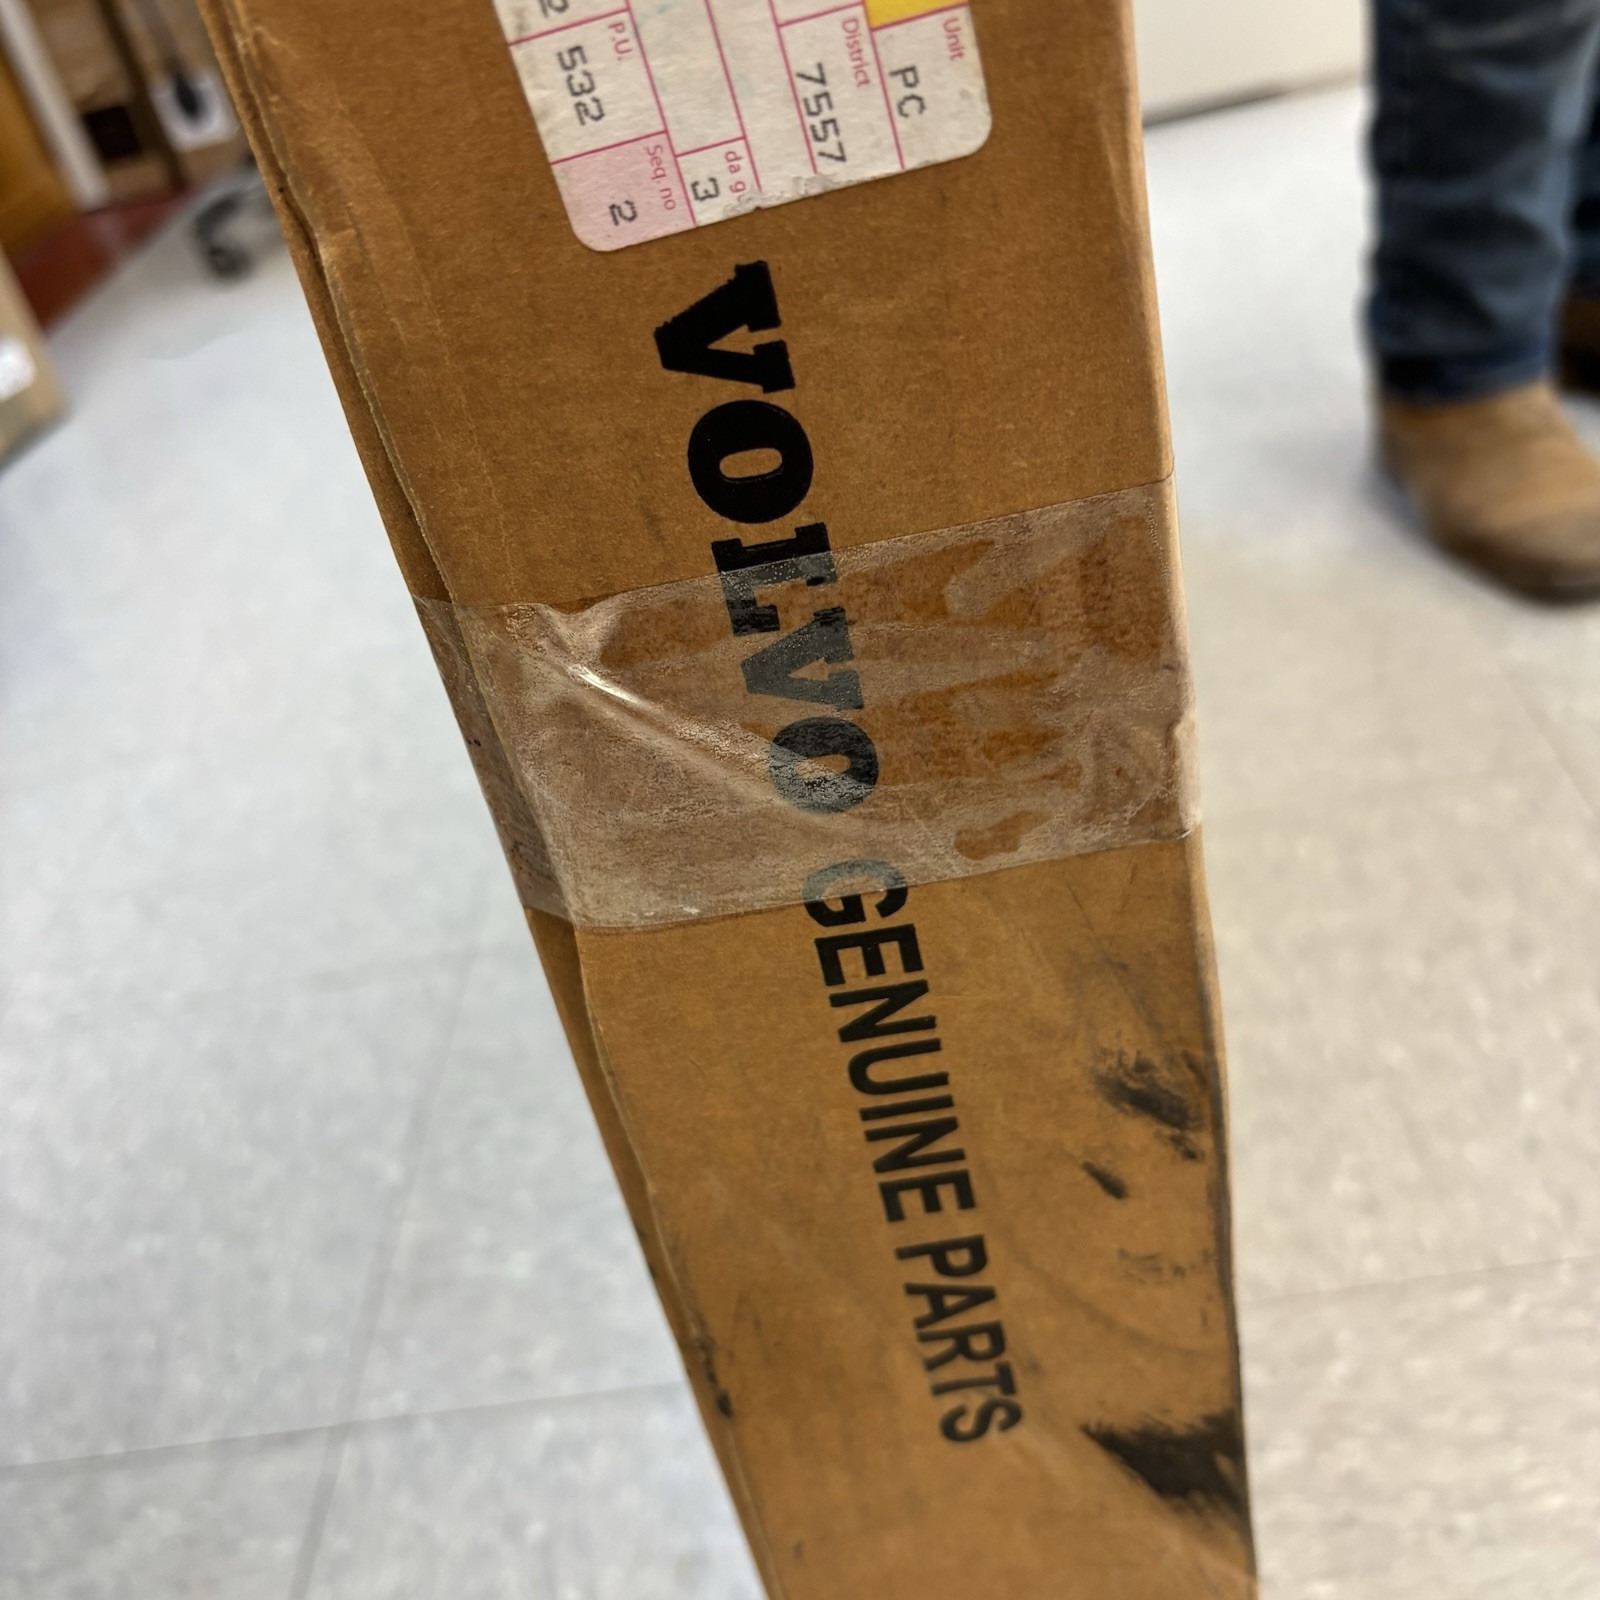 Unit
PC
District
7557
da g
3
P.U.
532
Seq. no
2
VOLVO GENUINE PARTS